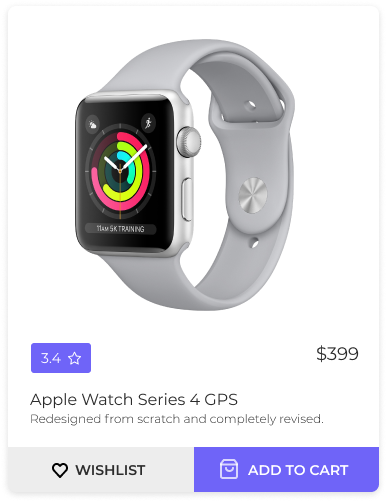 11AM 5K TRAINING
3.4
$399
Apple Watch Series 4 GPS
Redesigned from scratch and completely revised.
WISHLIST
ADD TO CART